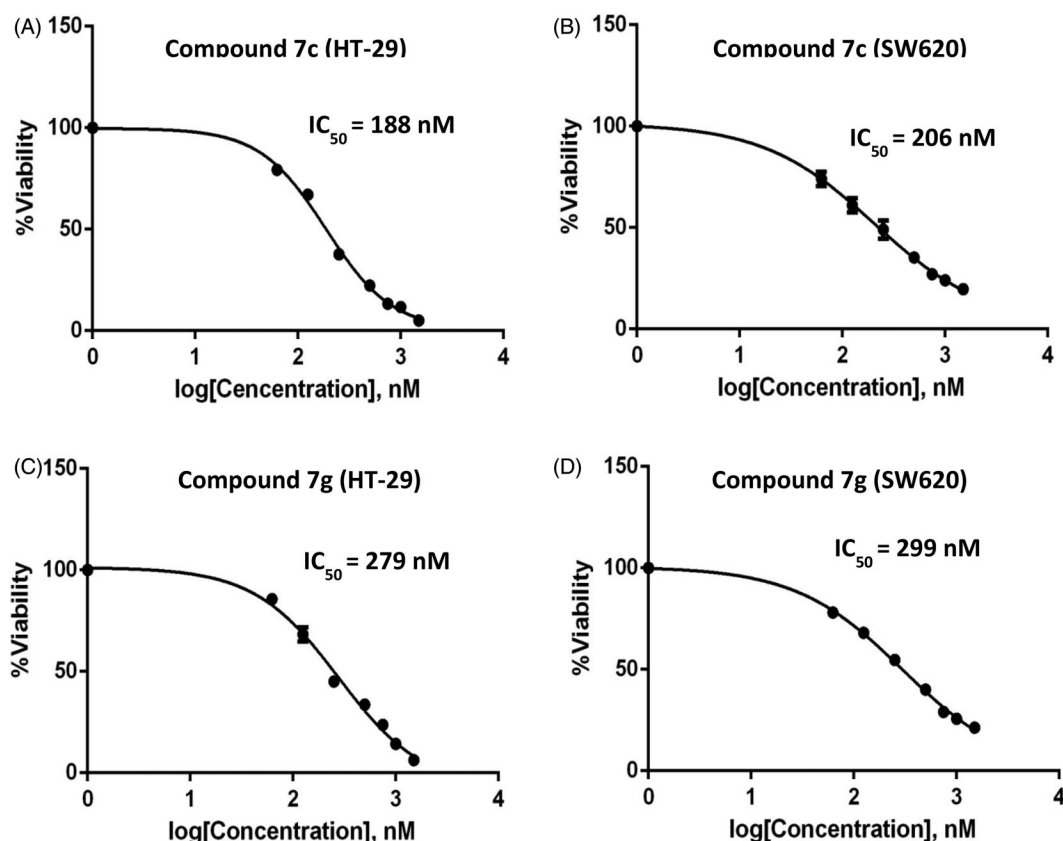 (A)
150
Compound 7c (HT-29)
IC50 = 188 nM
100
50
0
%Viability
0 1 2 3 4
log[Cencentration], nM
(B)
150
Compound 7c (SW620)
IC50 = 206 nM
100
50
0
%Viability
0 1 2 3 4
log[Concentration], nM
(C)
150
Compound 7g (HT-29)
IC50 = 279 nM
100
50
0
%Viability
0 1 2 3 4
log[Concentration], nM
(D)
150
Compound 7g (SW620)
IC50 = 299 nM
100
50
0
%Viability
0 1 2 3 4
log[Concentration], nM